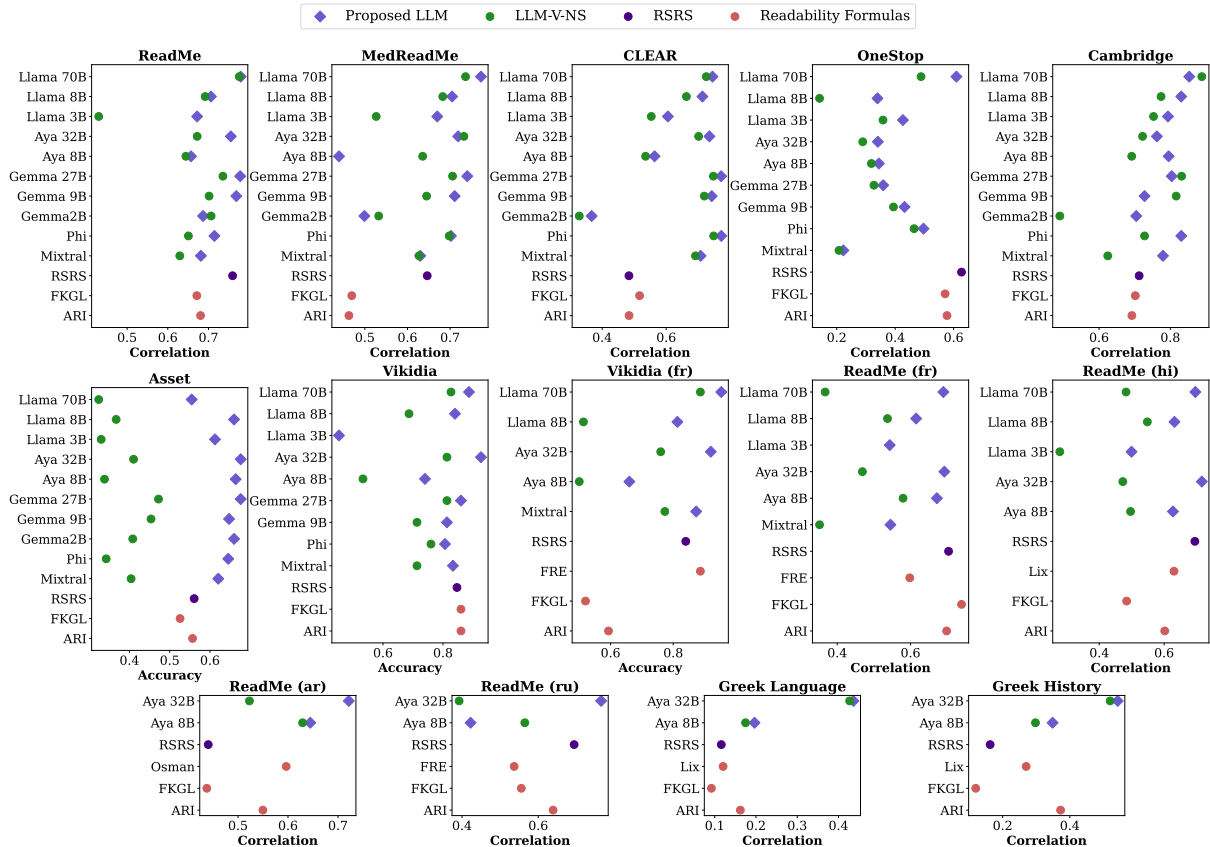 Proposed LLM LLM-V-NS RSRS Readability Formulas
ReadMe
Llama 70B
Llama 8B
Llama 3B
Aya 32B
Aya 8B
Gemma 27B
Gemma 9B
Gemma2B
Phi
Mixtral
RSRS
FKGL
ARI
0.5 0.6 0.7
Correlation
MedReadMe
Llama 70B
Llama 8B
Llama 3B
Aya 32B
Aya 8B
Gemma 27B
Gemma 9B
Gemma2B
Phi
Mixtral
RSRS
FKGL
ARI
0.5 0.6 0.7
Correlation
CLEAR
Llama 70B
Llama 8B
Llama 3B
Aya 32B
Aya 8B
Gemma 27B
Gemma 9B
Gemma2B
Phi
Mixtral
RSRS
FKGL
ARI
0.4 0.6
Correlation
OneStop
Llama 70B
Llama 8B
Llama 3B
Aya 32B
Aya 8B
Gemma 27B
Gemma 9B
Phi
Mixtral
RSRS
FKGL
ARI
0.2 0.4 0.6
Correlation
Cambridge
Llama 70B
Llama 8B
Llama 3B
Aya 32B
Aya 8B
Gemma 27B
Gemma 9B
Gemma2B
Phi
Mixtral
RSRS
FKGL
ARI
0.6 0.8
Correlation
Asset
Llama 70B
Llama 8B
Llama 3B
Aya 32B
Aya 8B
Gemma 27B
Gemma 9B
Gemma2B
Phi
Mixtral
RSRS
FKGL
ARI
0.4 0.5 0.6
Accuracy
Vikidia
Llama 70B
Llama 8B
Llama 3B
Aya 32B
Aya 8B
Gemma 27B
Gemma 9B
Phi
Mixtral
RSRS
FKGL
ARI
0.6 0.8
Accuracy
Vikidia (fr)
Llama 70B
Llama 8B
Aya 32B
Aya 8B
Mixtral
RSRS
FRE
FKGL
ARI
0.6 0.8
Accuracy
ReadMe (fr)
Llama 70B
Llama 8B
Llama 3B
Aya 32B
Aya 8B
Mixtral
RSRS
FRE
FKGL
ARI
0.4 0.6
Correlation
ReadMe (hi)
Llama 70B
Llama 8B
Llama 3B
Aya 32B
Aya 8B
RSRS
Lix
FKGL
ARI
0.4 0.6
Correlation
ReadMe (ar)
Aya 32B
Aya 8B
RSRS
Osman
FKGL
ARI
0.5 0.6 0.7
Correlation
ReadMe (ru)
Aya 32B
Aya 8B
RSRS
FRE
FKGL
ARI
0.4 0.6
Correlation
Greek Language
Aya 32B
Aya 8B
RSRS
Lix
FKGL
ARI
0.1 0.2 0.3 0.4
Correlation
Greek History
Aya 32B
Aya 8B
RSRS
Lix
FKGL
ARI
0.2 0.4
Correlation